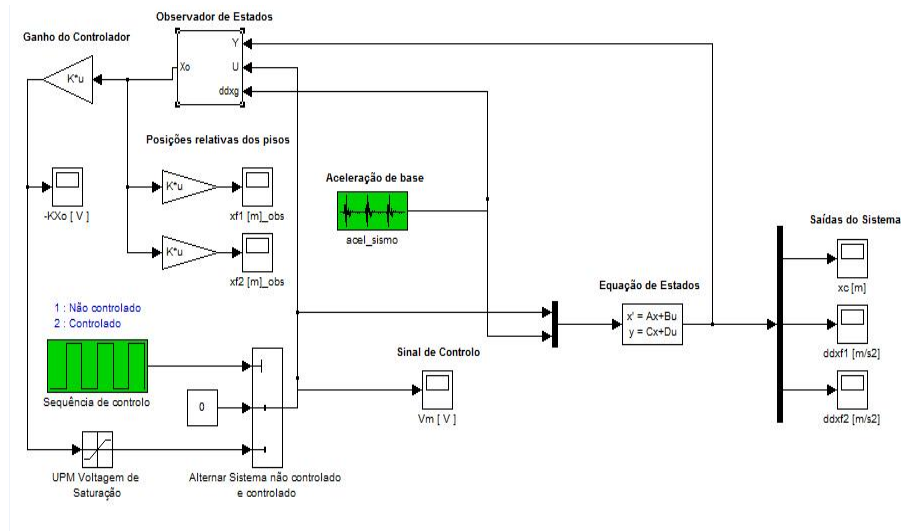 Observador de Estados
Ganho do Controlador
K*u
Xo
Y
U
ddxg
Posições relativas dos pisos
-KXo [ V ]
K*u
xf1 [m]_obs
K*u
xf2 [m]_obs
Aceleração de base
acel_sismo
Saídas do Sistema
xc [m]
ddxf1 [m/s2]
ddxf2 [m/s2]
Equação de Estados
x' = Ax+Bu
y = Cx+Du
1 : Não controlado
2 : Controlado
Sequência de controlo
0
Sinal de Controlo
Vm [ V ]
UPM Voltagem de
Saturação
Alternar Sistema não controlado
e controlado